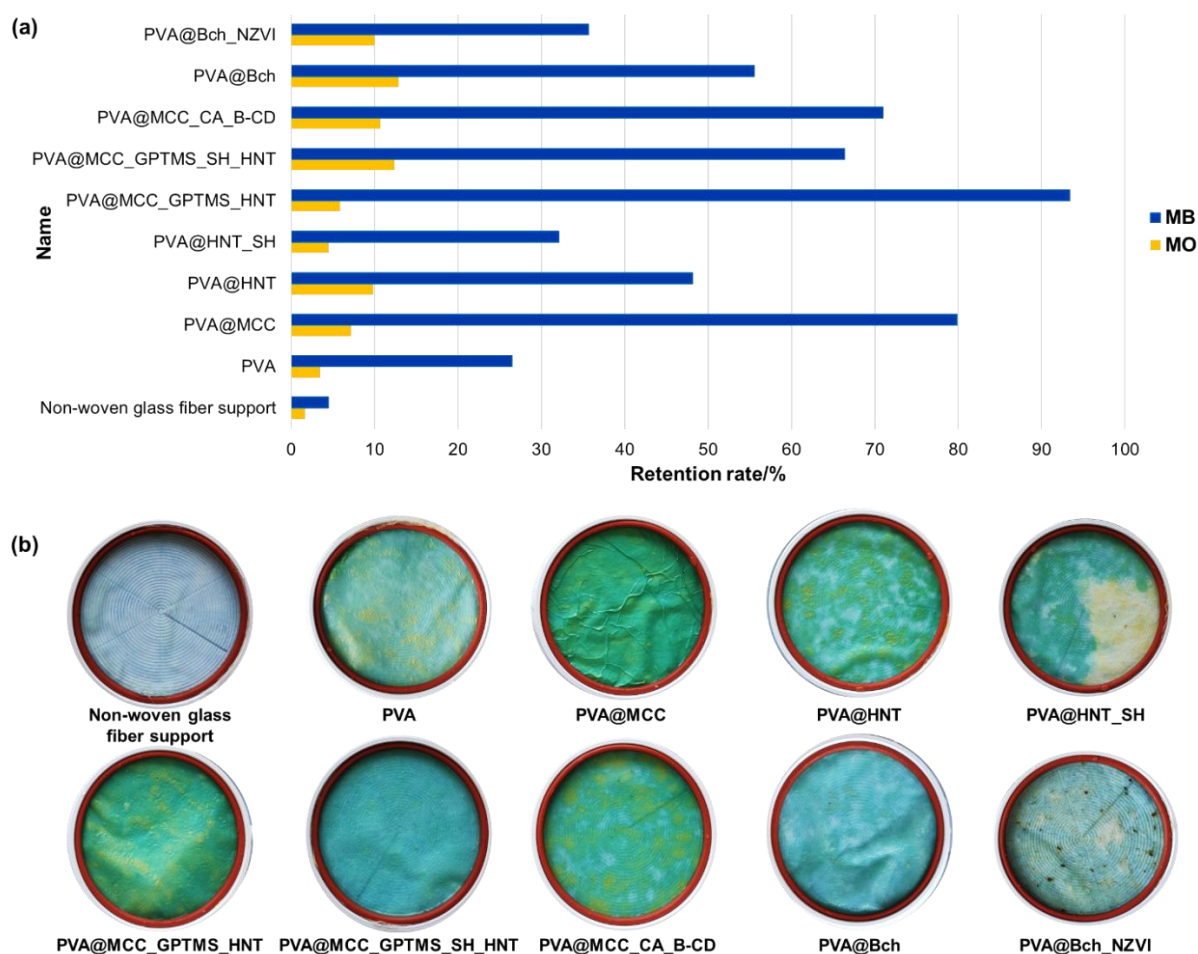 (a)
PVA@Bch_NZVI
PVA@Bch
PVA@MCC_CA_B-CD
PVA@MCC_GPTMS_SH_HNT
PVA@MCC_GPTMS_HNT
PVA@HNT_SH
PVA@HNT
PVA@MCC
PVA
Non-woven glass fiber support
Name
MB
MO
0 10 20 30 40 50 60 70 80 90 100
Retention rate/%
(b)
Non-woven glass
fiber support
PVA
PVA@MCC
PVA@HNT
PVA@HNT_SH
PVA@MCC_GPTMS_HNT
PVA@MCC_GPTMS_SH_HNT
PVA@MCC_CA_B-CD
PVA@Bch
PVA@Bch_NZVI